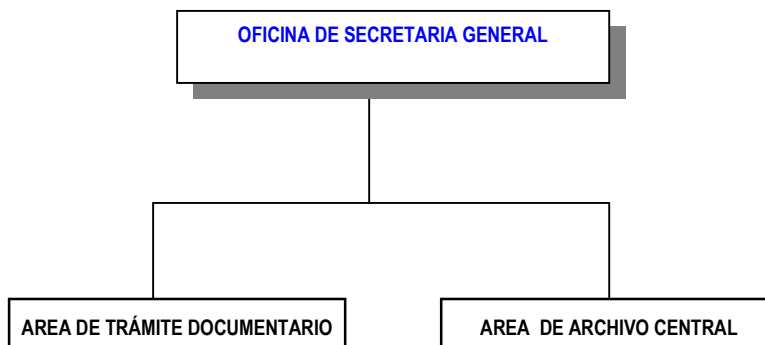 OFICINA DE SECRETARIA GENERAL
AREA DE TRÁMITE DOCUMENTARIO
AREA DE ARCHIVO CENTRAL